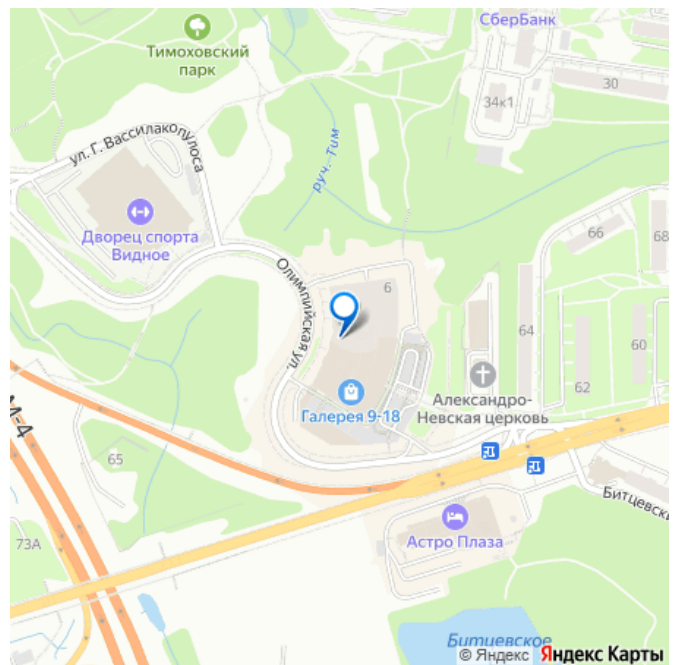 СберБанк
Тимоховский
парк
30
34к1
ул. Г. Вассилакопулоса
руч. Тим
Дворец спорта
Видное
66
68
Олимпийская ул.
6
64
60
62
Александро-
Невская церковь
Галерея 9-18
М-4
65
Битцевски
73А
Астро Плаза
Битцевское
© Яндекс Яндекс Карты